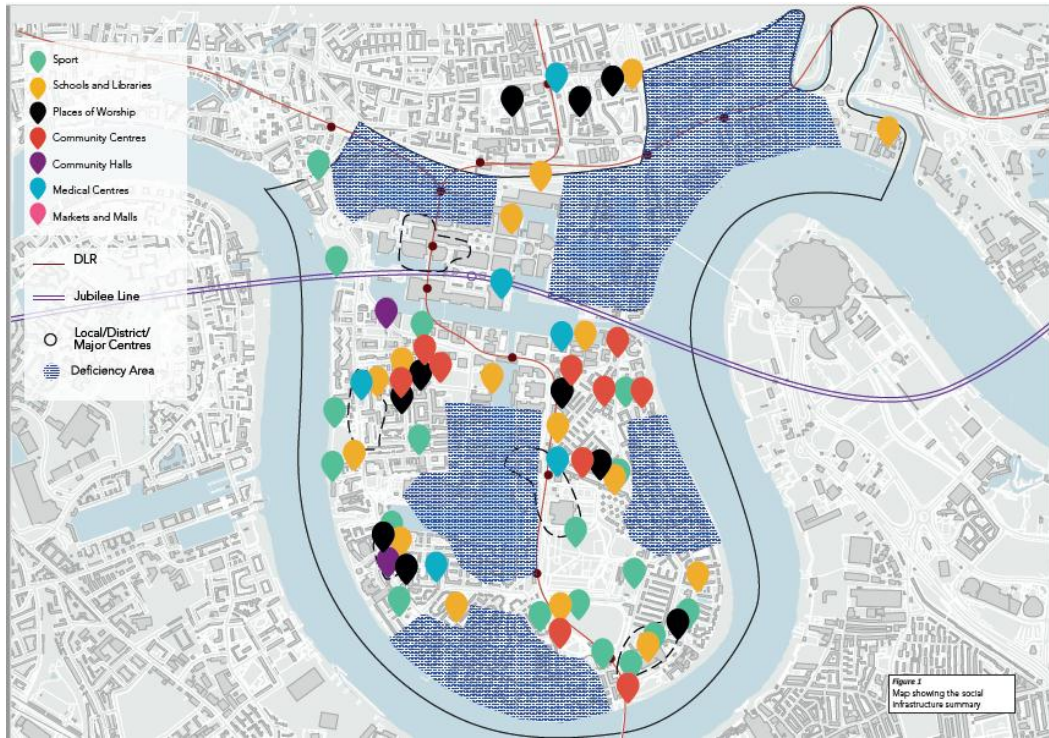 Sport
Schools and Libraries
Places of Worship
Community Centres
Community Halls
Medical Centres
Markets and Malls
DLR
Jubilee Line
Local/District/
Major Centres
Deficiency Area
Figure 1
Map showing the social
infrastructure summary